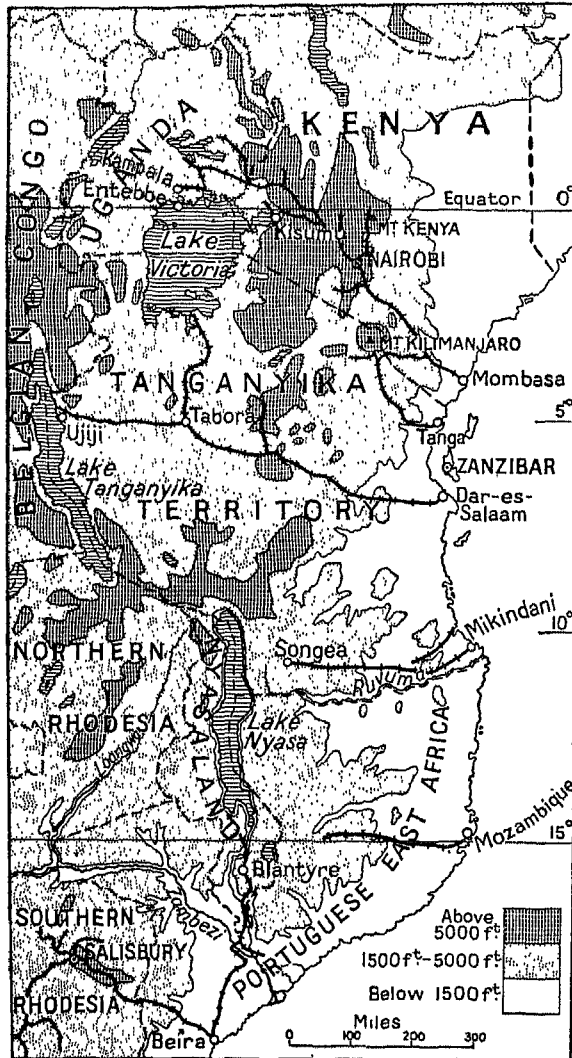 KENYA
UGANDA
BELGIAN CONGO
Kampala
Entebbe
Equator 0°
Kisumu
MT KENYA
Lake
Victoria
NAIROBI
MT KILIMANJARO
TANGANYIKA
Mombasa
5°
Ujiji
Tabora
Tanga
Lake
Tanganyika
ZANZIBAR
Dar-es-
Salaam
TERRITORY
10°
Mikindani
NORTHERN
Songea
NYASALAND
RHODESIA
Lake
Nyasa
PORTUGUESE EAST AFRICA
Mozambique
15°
Blantyre
Zambezi
SOUTHERN
SALISBURY
RHODESIA
Beira
Above
5000 ft
1500 ft-5000 ft
Below 1500 ft
Miles
0 100 300